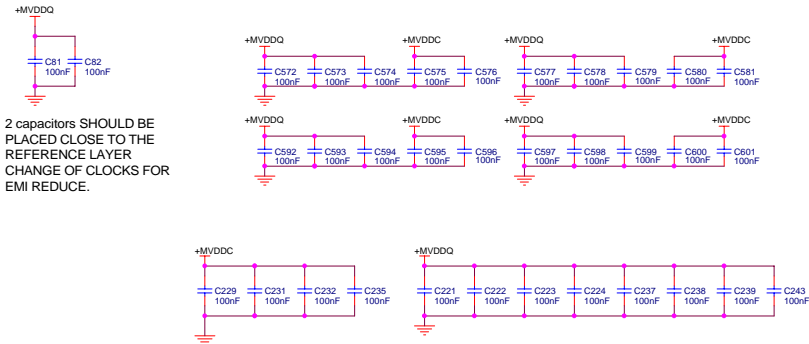 +MVDDQ
C81 C82
100nF 100nF
2 capacitors SHOULD BE
PLACED CLOSE TO THE
REFERENCE LAYER
CHANGE OF CLOCKS FOR
EMI REDUCE.
+MVDDQ +MVDDC +MVDDQ +MVDDC
C572 C573 C574 C575 C576 C577 C578 C579 C580 C581
100nF 100nF 100nF 100nF 100nF 100nF 100nF 100nF 100nF 100nF
+MVDDQ +MVDDC +MVDDQ +MVDDC
C592 C593 C594 C595 C596 C597 C598 C599 C600 C601
100nF 100nF 100nF 100nF 100nF 100nF 100nF 100nF 100nF 100nF
+MVDDC +MVDDQ
C229 C231 C232 C235 C221 C222 C223 C224 C237 C238 C239 C243
100nF 100nF 100nF 100nF 100nF 100nF 100nF 100nF 100nF 100nF 100nF 100nF